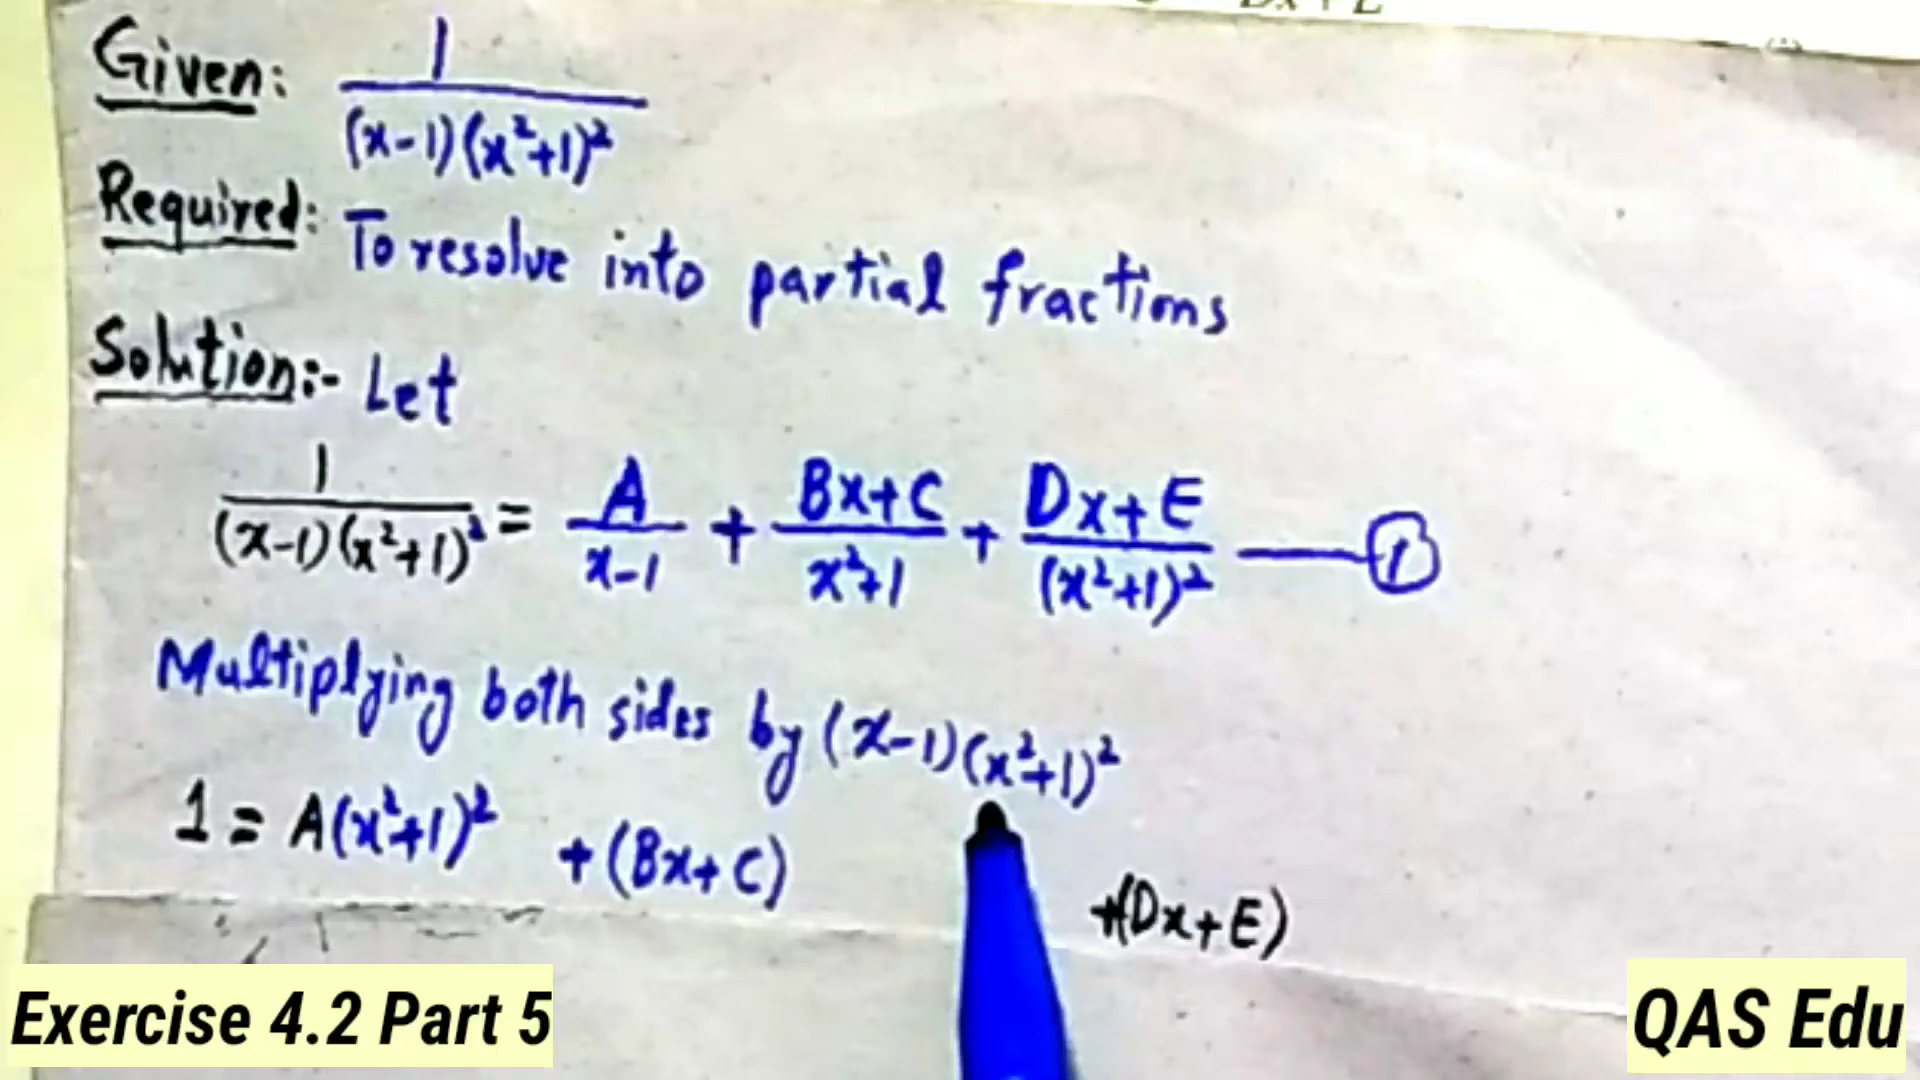 Dx+E
Given: 1/((x-1)(x²+1)²)
Required: To resolve into partial fractions
Solution:- Let
1/((x-1)(x²+1)²) = A/(x-1) + (Bx+C)/(x²+1) + (Dx+E)/((x²+1)²) —— ①
Multiplying both sides by (x-1)(x²+1)²
1 = A(x²+1)² + (Bx+C) +(Dx+E)
Exercise 4.2 Part 5
QAS Edu